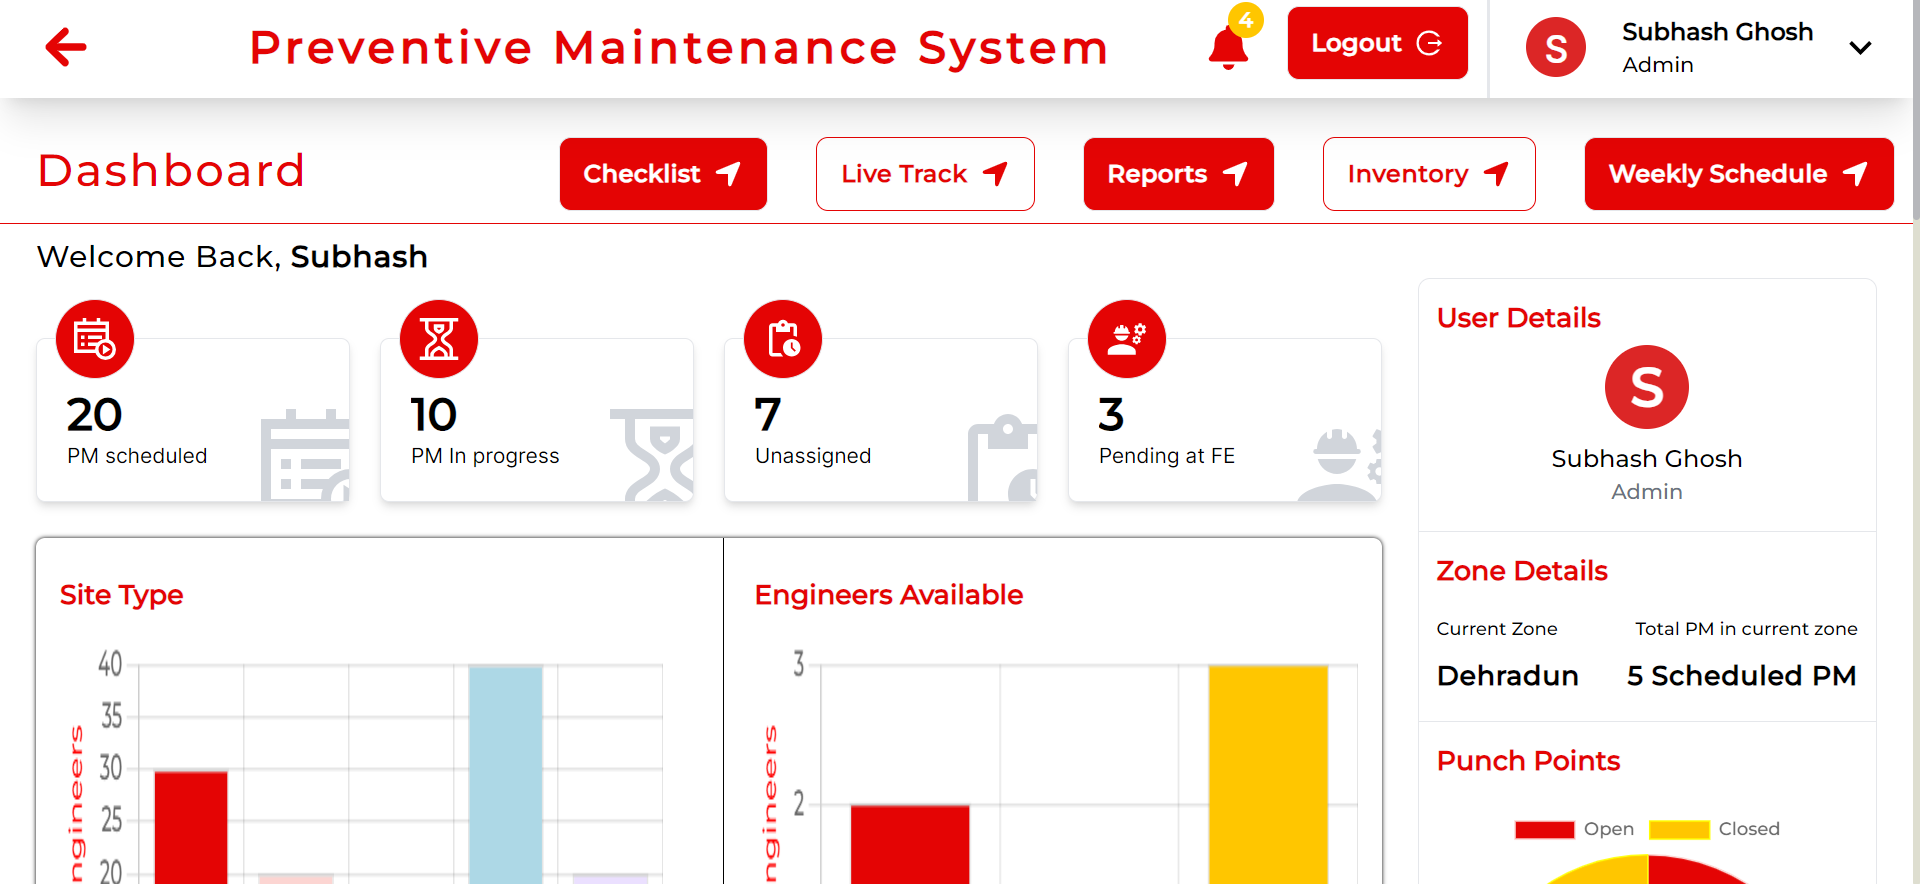 Preventive Maintenance System
4
Logout
S
Subhash Ghosh
Admin
Dashboard
Checklist
Live Track
Reports
Inventory
Weekly Schedule
Welcome Back, Subhash
20
PM scheduled
10
PM In progress
7
Unassigned
3
Pending at FE
User Details
S
Subhash Ghosh
Admin
Zone Details
Current Zone
Total PM in current zone
Dehradun
5 Scheduled PM
Punch Points
Open
Closed
Site Type
40
35
30
25
20
ngineers
Engineers Available
3
2
ngineers